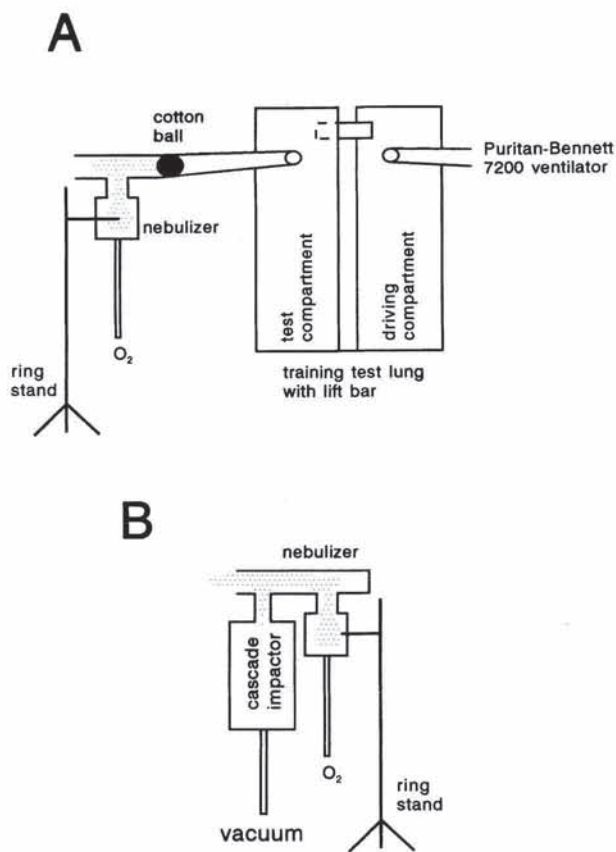 A
cotton
ball
Puritan-Bennett
7200 ventilator
nebulizer
test
compartment
driving
compartment
O₂
ring
stand
training test lung
with lift bar
B
nebulizer
cascade
impactor
O₂
ring
stand
vacuum